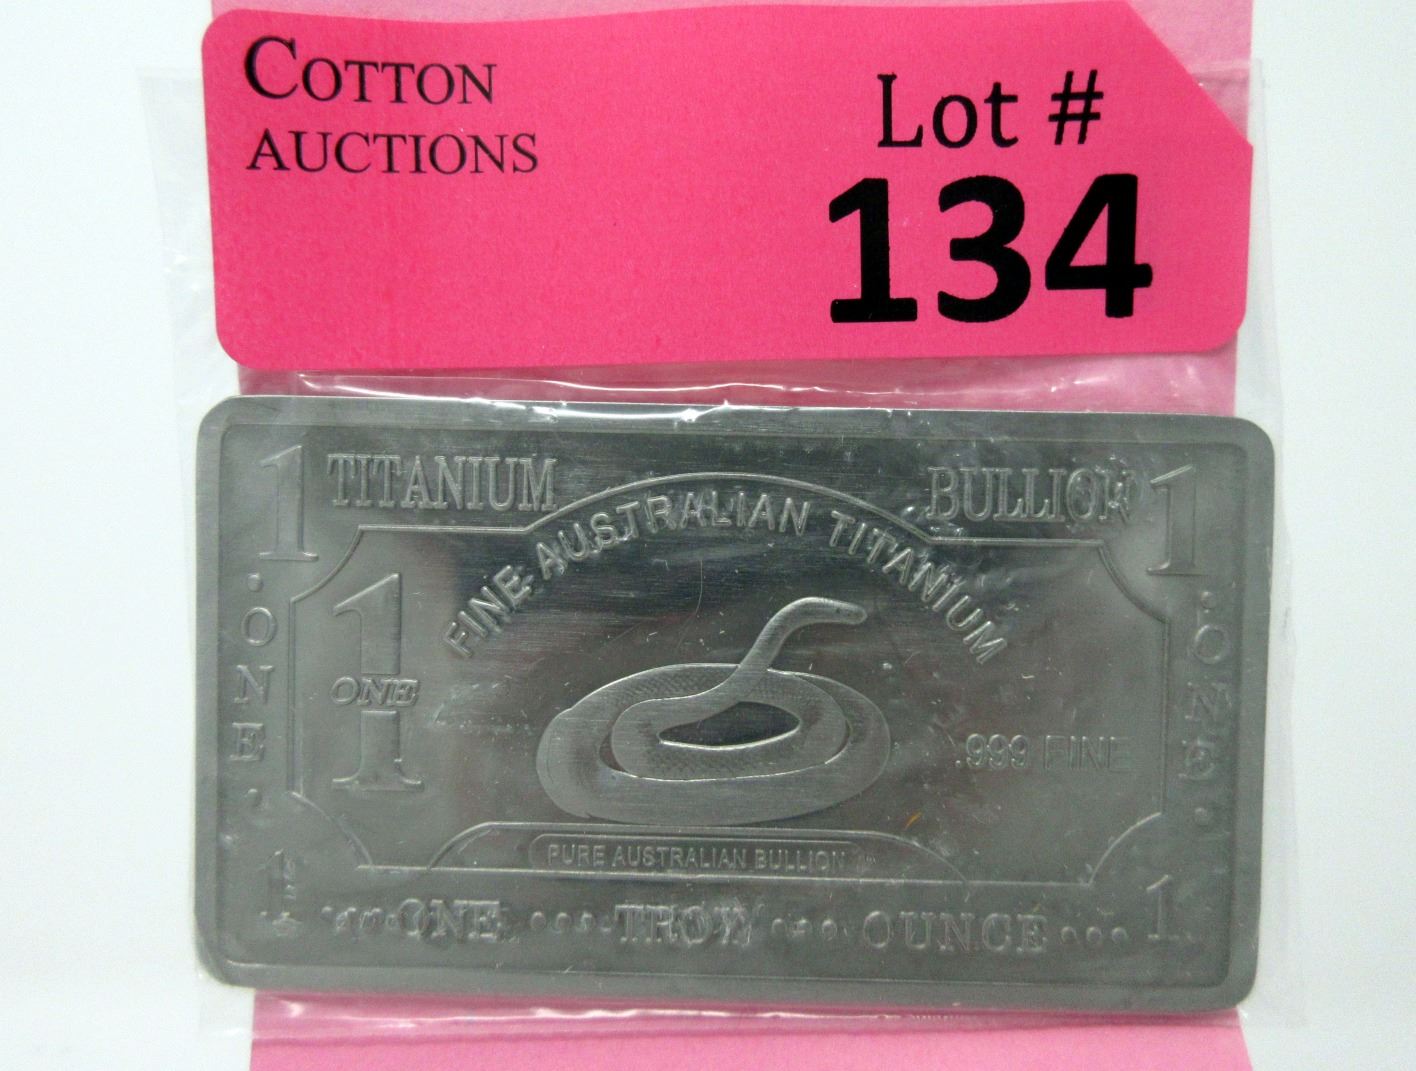 COTTON
AUCTIONS
Lot #
134
1 TITANIUM BULLION 1
FINE AUSTRALIAN TITANIUM
1
ONE
.ONE.
.ONE.
.999 FINE
PURE AUSTRALIAN BULLION
1 ONE .... TROY ... OUNCE ... 1